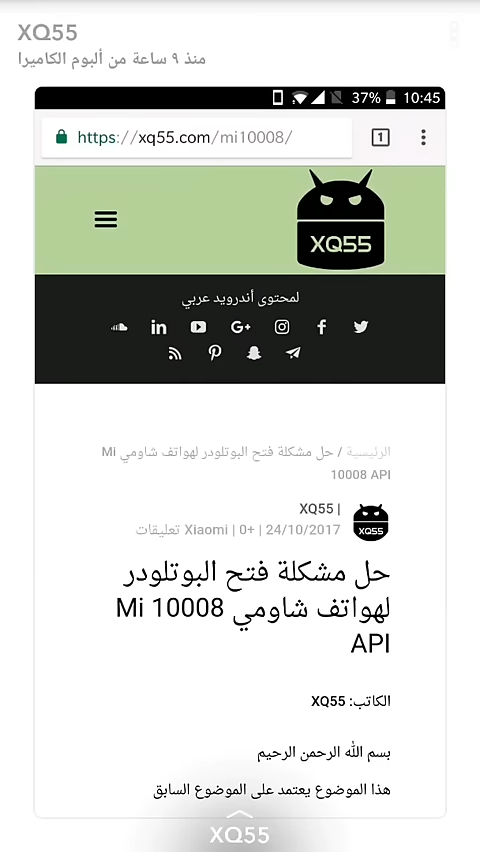 XQ55
منذ ٩ ساعة من ألبوم الكاميرا
37% 10:45
https://xq55.com/mi10008/
1
XQ55
لمحتوى أندرويد عربي
الرئيسية / حل مشكلة فتح البوتلودر لهواتف شاومي Mi
10008 API
XQ55 |
24/10/2017 | +0 | Xiaomi تعليقات
XQ55
حل مشكلة فتح البوتلودر
لهواتف شاومي Mi 10008
API
الكاتب: XQ55
بسم الله الرحمن الرحيم
هذا الموضوع يعتمد على الموضوع السابق
XQ55